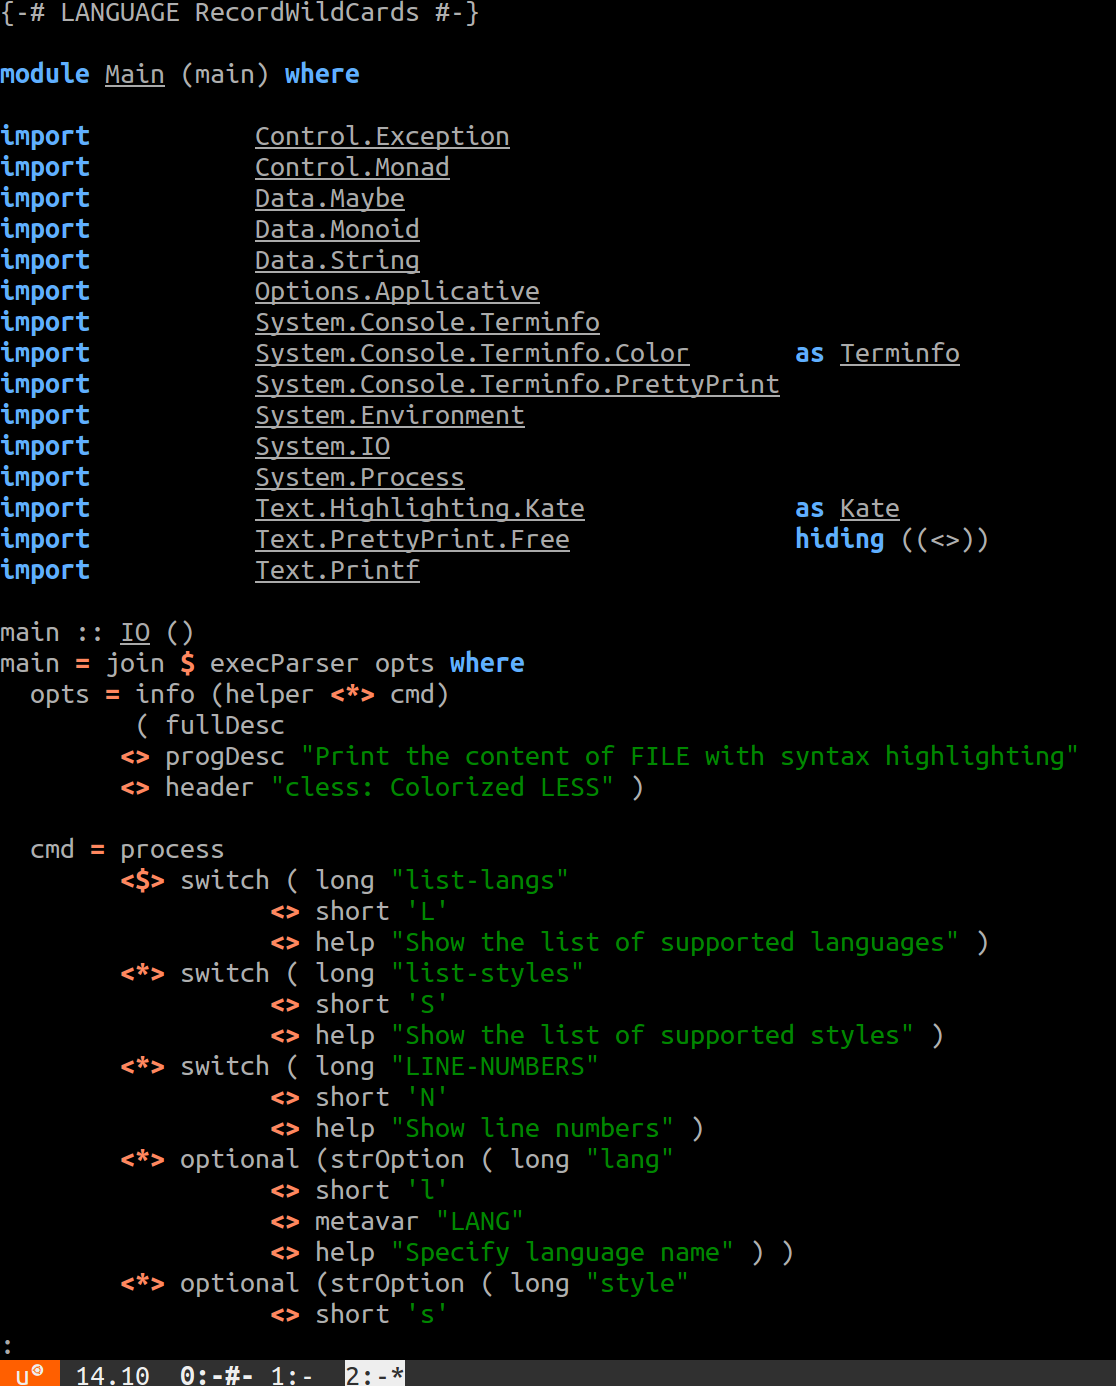 {-# LANGUAGE RecordWildCards #-}

module Main (main) where

import           Control.Exception
import           Control.Monad
import           Data.Maybe
import           Data.Monoid
import           Data.String
import           Options.Applicative
import           System.Console.Terminfo
import           System.Console.Terminfo.Color       as Terminfo
import           System.Console.Terminfo.PrettyPrint
import           System.Environment
import           System.IO
import           System.Process
import           Text.Highlighting.Kate              as Kate
import           Text.PrettyPrint.Free               hiding ((<>))
import           Text.Printf

main :: IO ()
main = join $ execParser opts where
  opts = info (helper <*> cmd)
         ( fullDesc
        <> progDesc "Print the content of FILE with syntax highlighting"
        <> header "cless: Colorized LESS" )

  cmd = process
        <$> switch ( long "list-langs"
                  <> short 'L'
                  <> help "Show the list of supported languages" )
        <*> switch ( long "list-styles"
                  <> short 'S'
                  <> help "Show the list of supported styles" )
        <*> switch ( long "LINE-NUMBERS"
                  <> short 'N'
                  <> help "Show line numbers" )
        <*> optional (strOption ( long "lang"
                  <> short 'l'
                  <> metavar "LANG"
                  <> help "Specify language name" ) )
        <*> optional (strOption ( long "style"
                  <> short 's'
:
u 14.10  0:-#- 1:-  2:-*